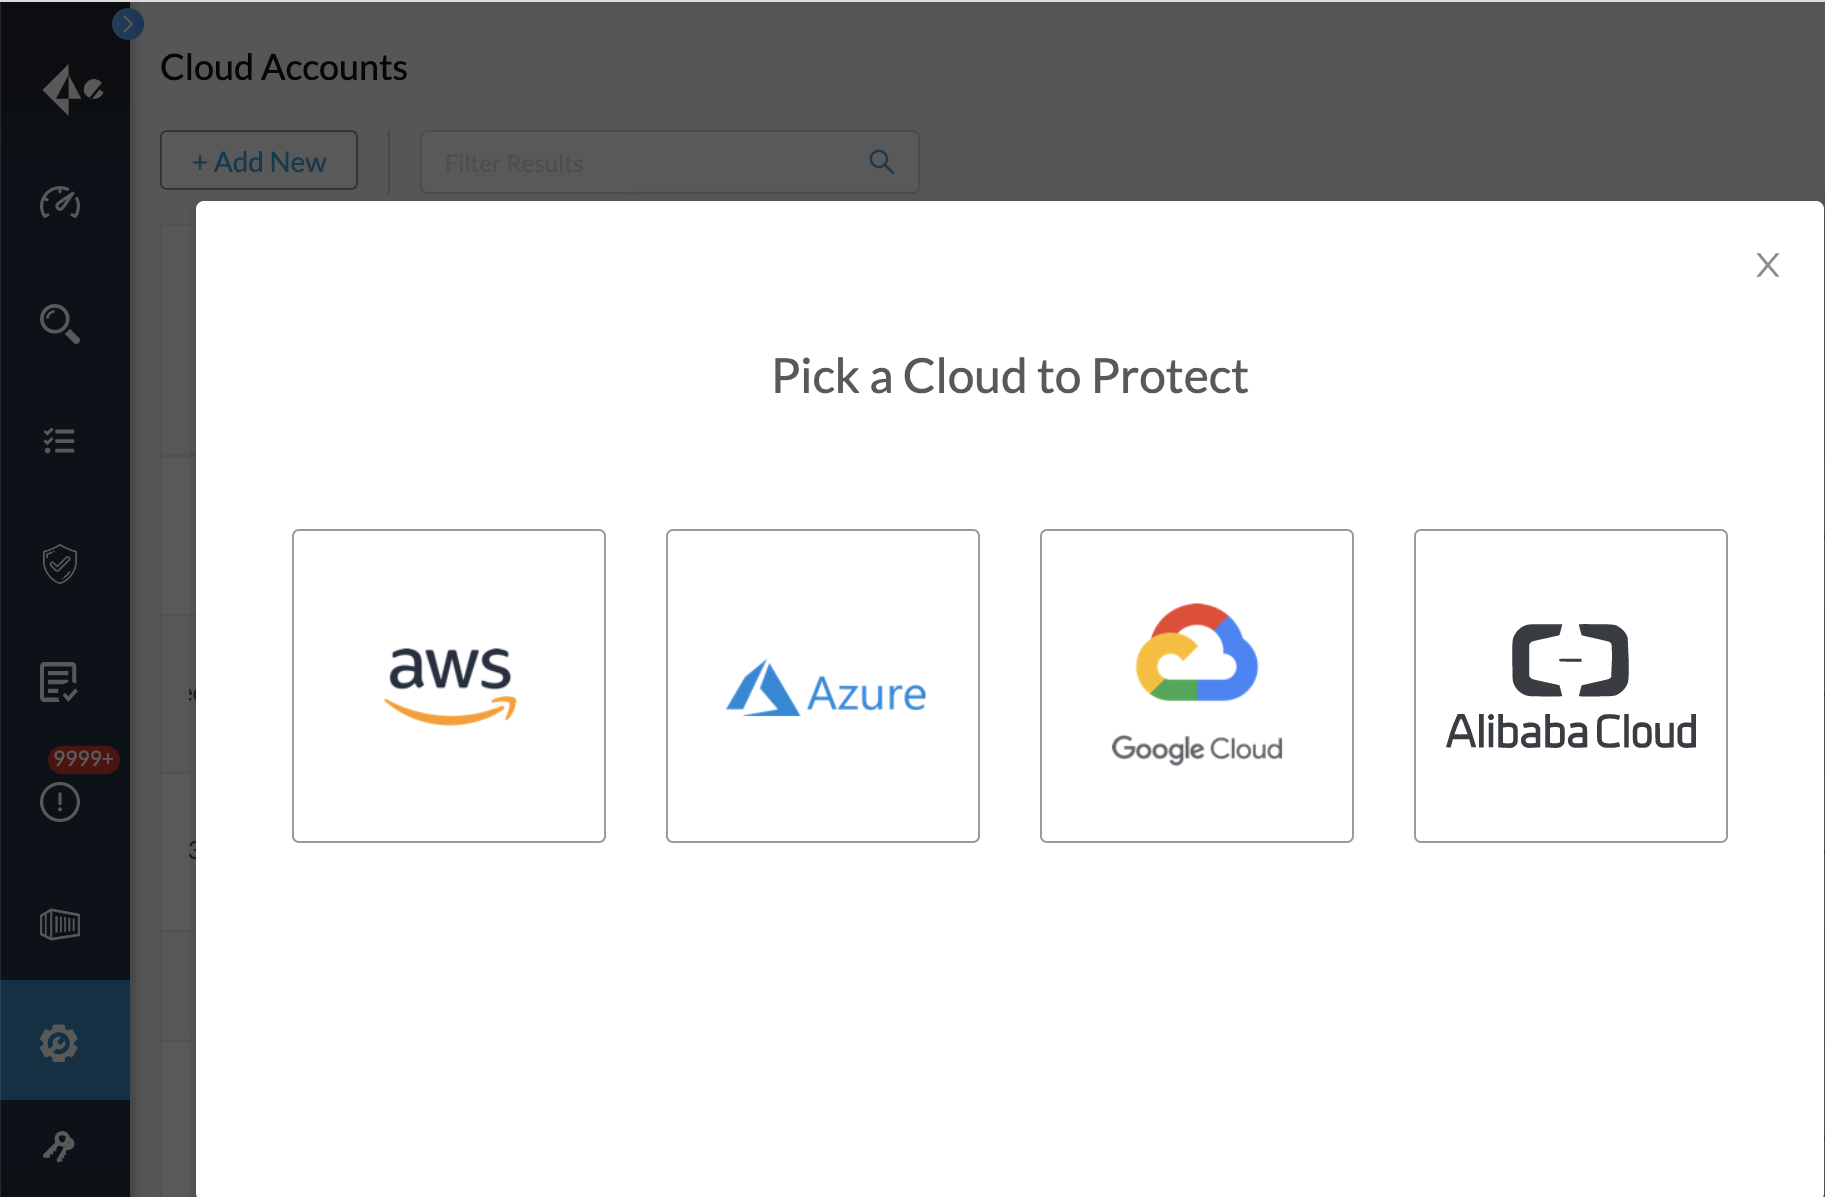 Cloud Accounts
+ Add New
Filter Results
Pick a Cloud to Protect
aws
Azure
Google Cloud
Alibaba Cloud
9999+